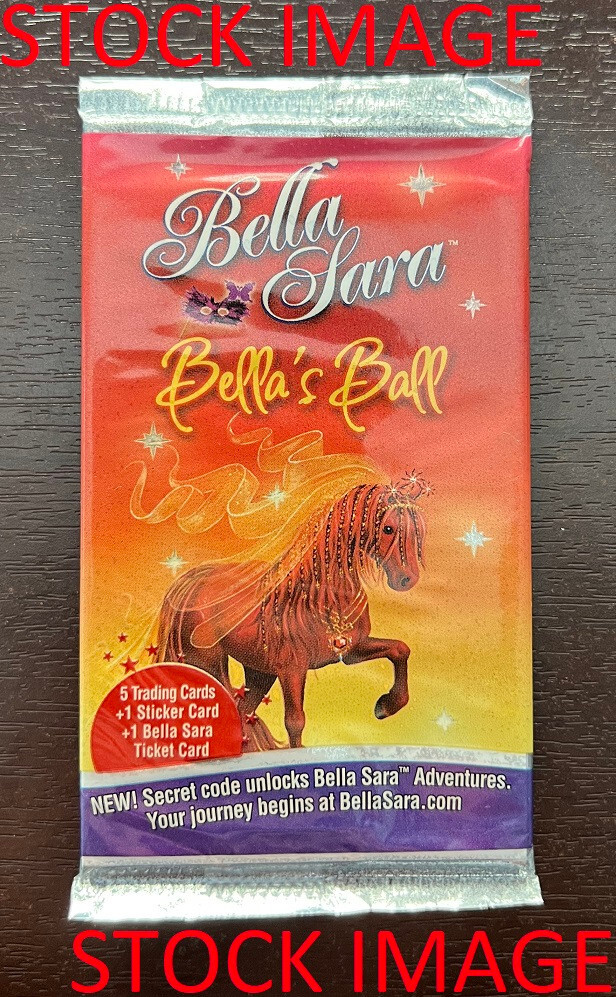 STOCK IMAGE
Bella
Sara™
Bella's Ball
5 Trading Cards
+1 Sticker Card
+1 Bella Sara
Ticket Card
NEW! Secret code unlocks Bella Sara™ Adventures.
Your journey begins at BellaSara.com
STOCK IMAGE